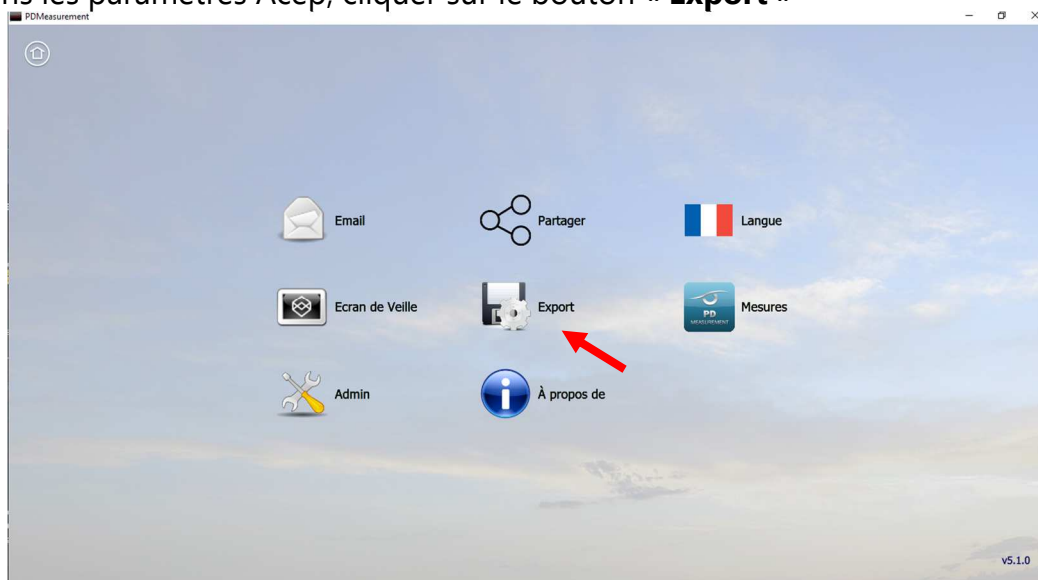 ns les paramètres Acep, cliquer sur le bouton « Export »
PDMeasurement
Email
Partager
Langue
Ecran de Veille
Export
PD
MEASUREMENT
Mesures
Admin
À propos de
v5.1.0